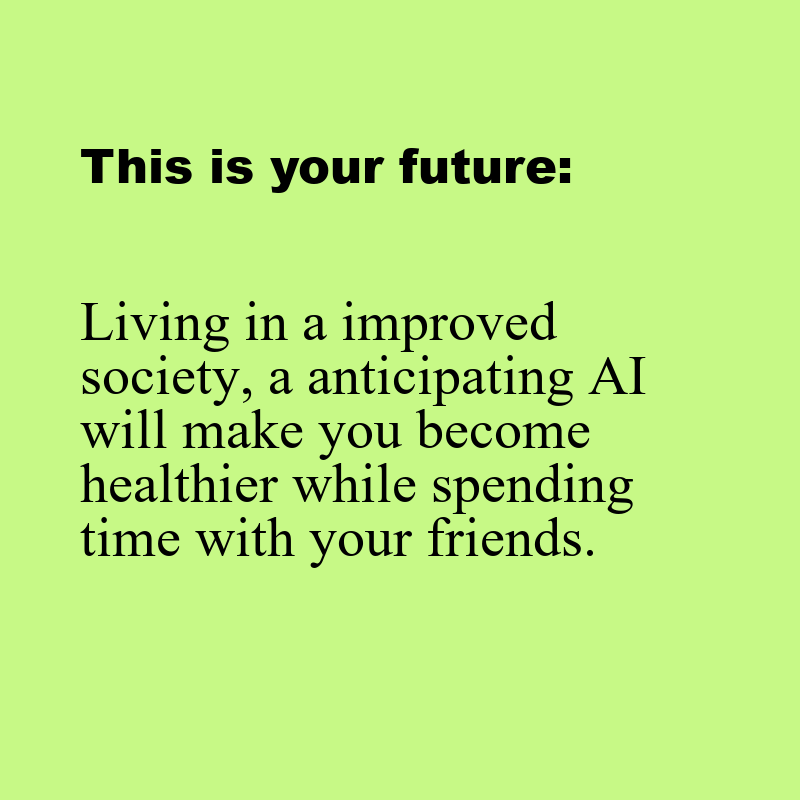 This is your future:
Living in a improved
society, a anticipating AI
will make you become
healthier while spending
time with your friends.